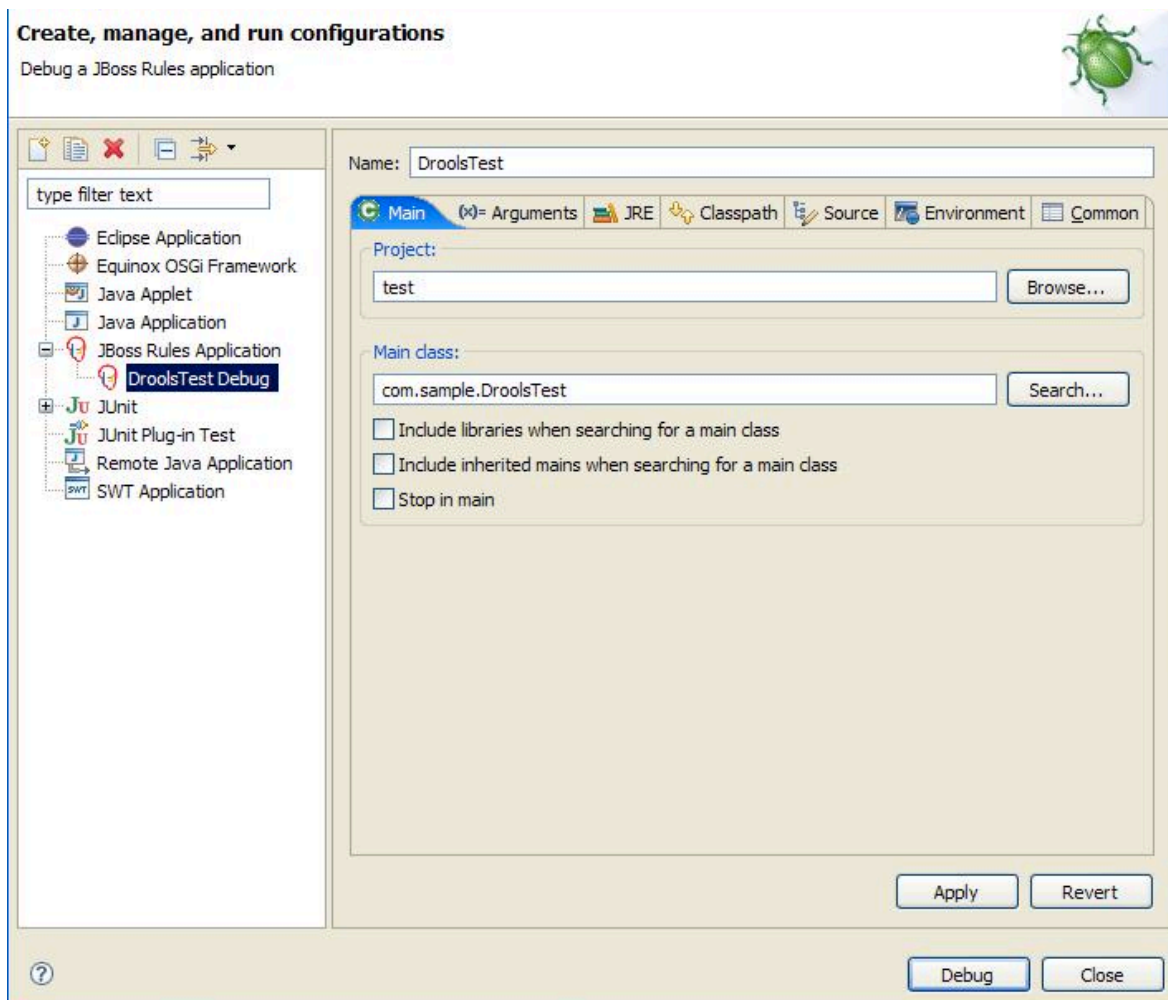 Create, manage, and run configurations
Debug a JBoss Rules application
Name: DroolsTest
type filter text
Eclipse Application
Equinox OSGi Framework
Java Applet
Java Application
JBoss Rules Application
DroolsTest Debug
JUnit
JUnit Plug-in Test
Remote Java Application
SWT Application
Main (x)= Arguments JRE Classpath Source Environment Common
Project:
test Browse...
Main class:
com.sample.DroolsTest Search...
Include libraries when searching for a main class
Include inherited mains when searching for a main class
Stop in main
Apply Revert
Debug Close